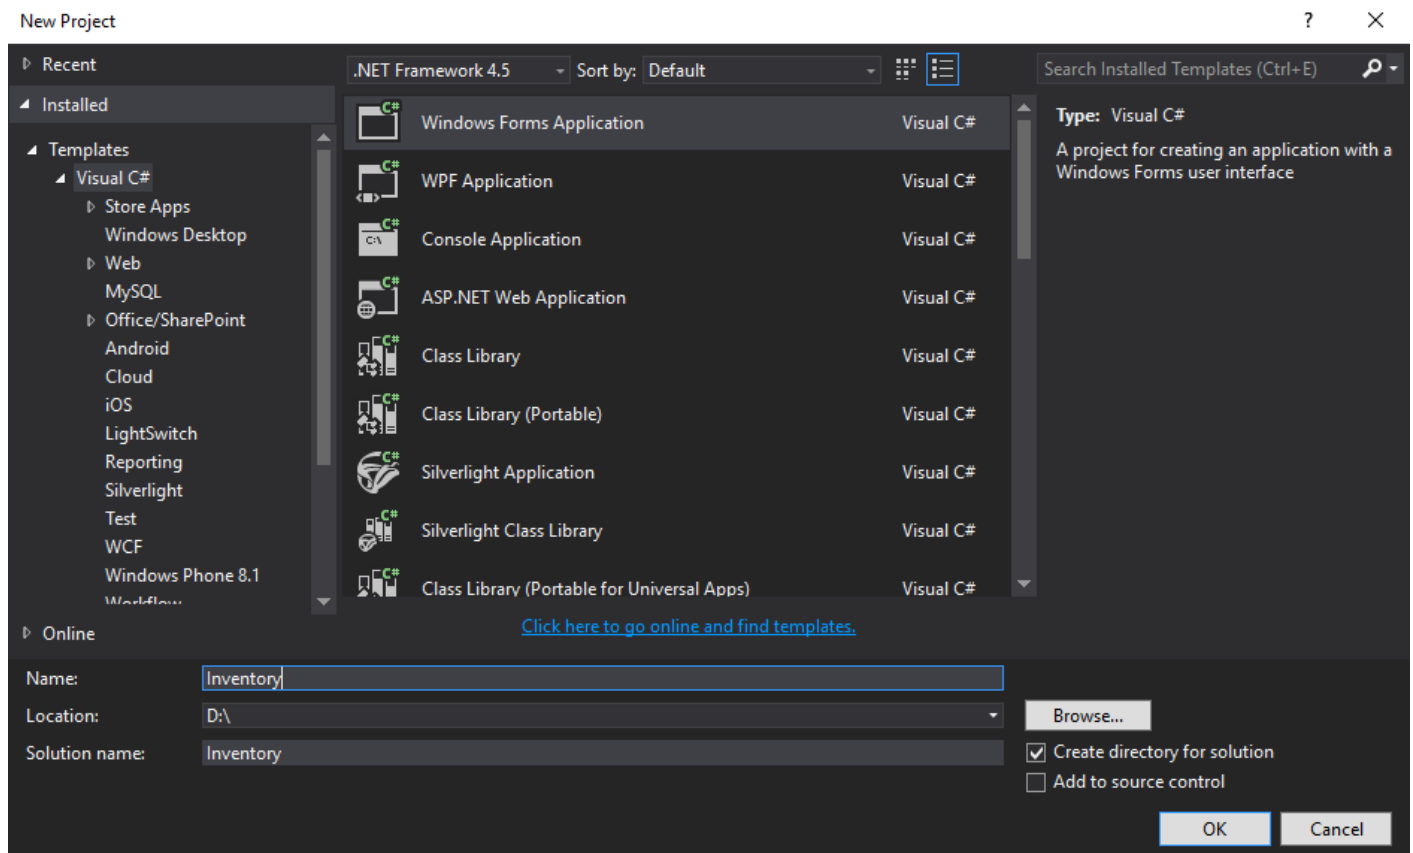 New Project
?
Recent
Installed
Templates
Visual C#
Store Apps
Windows Desktop
Web
MySQL
Office/SharePoint
Android
Cloud
iOS
LightSwitch
Reporting
Silverlight
Test
WCF
Windows Phone 8.1
Workflow
Online
.NET Framework 4.5 Sort by: Default
C# Windows Forms Application Visual C#
C# WPF Application Visual C#
C# C:\ Console Application Visual C#
C# ASP.NET Web Application Visual C#
C# Class Library Visual C#
C# Class Library (Portable) Visual C#
C# Silverlight Application Visual C#
C# Silverlight Class Library Visual C#
C# Class Library (Portable for Universal Apps) Visual C#
Click here to go online and find templates.
Search Installed Templates (Ctrl+E)
Type: Visual C#
A project for creating an application with a
Windows Forms user interface
Name: Inventory
Location: D:\ Browse...
Solution name: Inventory
Create directory for solution
Add to source control
OK Cancel